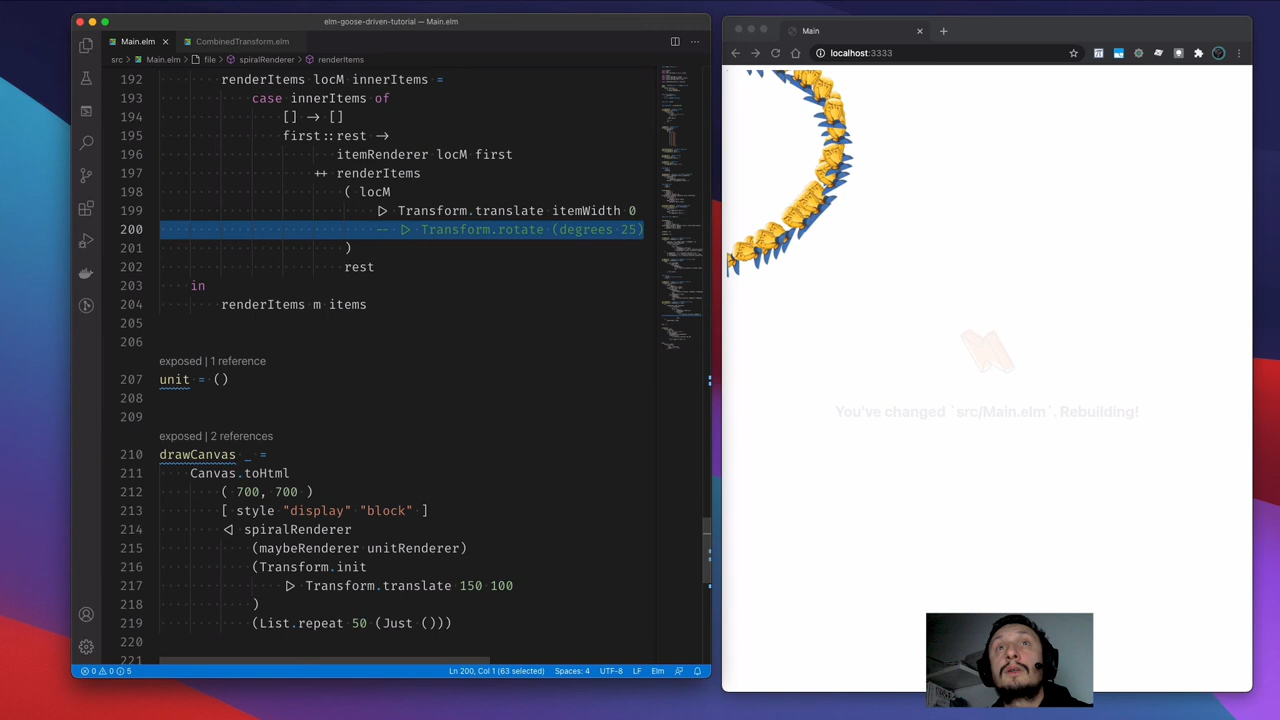 elm-goose-driven-tutorial — Main.elm
Main.elm
CombinedTransform.elm
src > Main.elm > file > spiralRenderer > renderItems
192 renderItems locM innerItems =
193 case innerItems of
194 [] → []
195 first::rest →
196 itemRenderer locM first
197 ++ renderItems
198 ( locM
199 ▷ Transform.translate itemWidth 0
200 -- ▷ Transform.rotate (degrees 25)
201 )
202 rest
203 in
204 renderItems m items
205
206
exposed | 1 reference
207 unit = ()
208
209
exposed | 2 references
210 drawCanvas _ =
211 Canvas.toHtml
212 ( 700, 700 )
213 [ style "display" "block" ]
214 ◁ spiralRenderer
215 (maybeRenderer unitRenderer)
216 (Transform.init
217 ▷ Transform.translate 150 100
218 )
219 (List.repeat 50 (Just ()))
220
221
0 0 5 Ln 200, Col 1 (63 selected) Spaces: 4 UTF-8 LF Elm
Main
localhost:3333
You've changed `src/Main.elm`. Rebuilding!